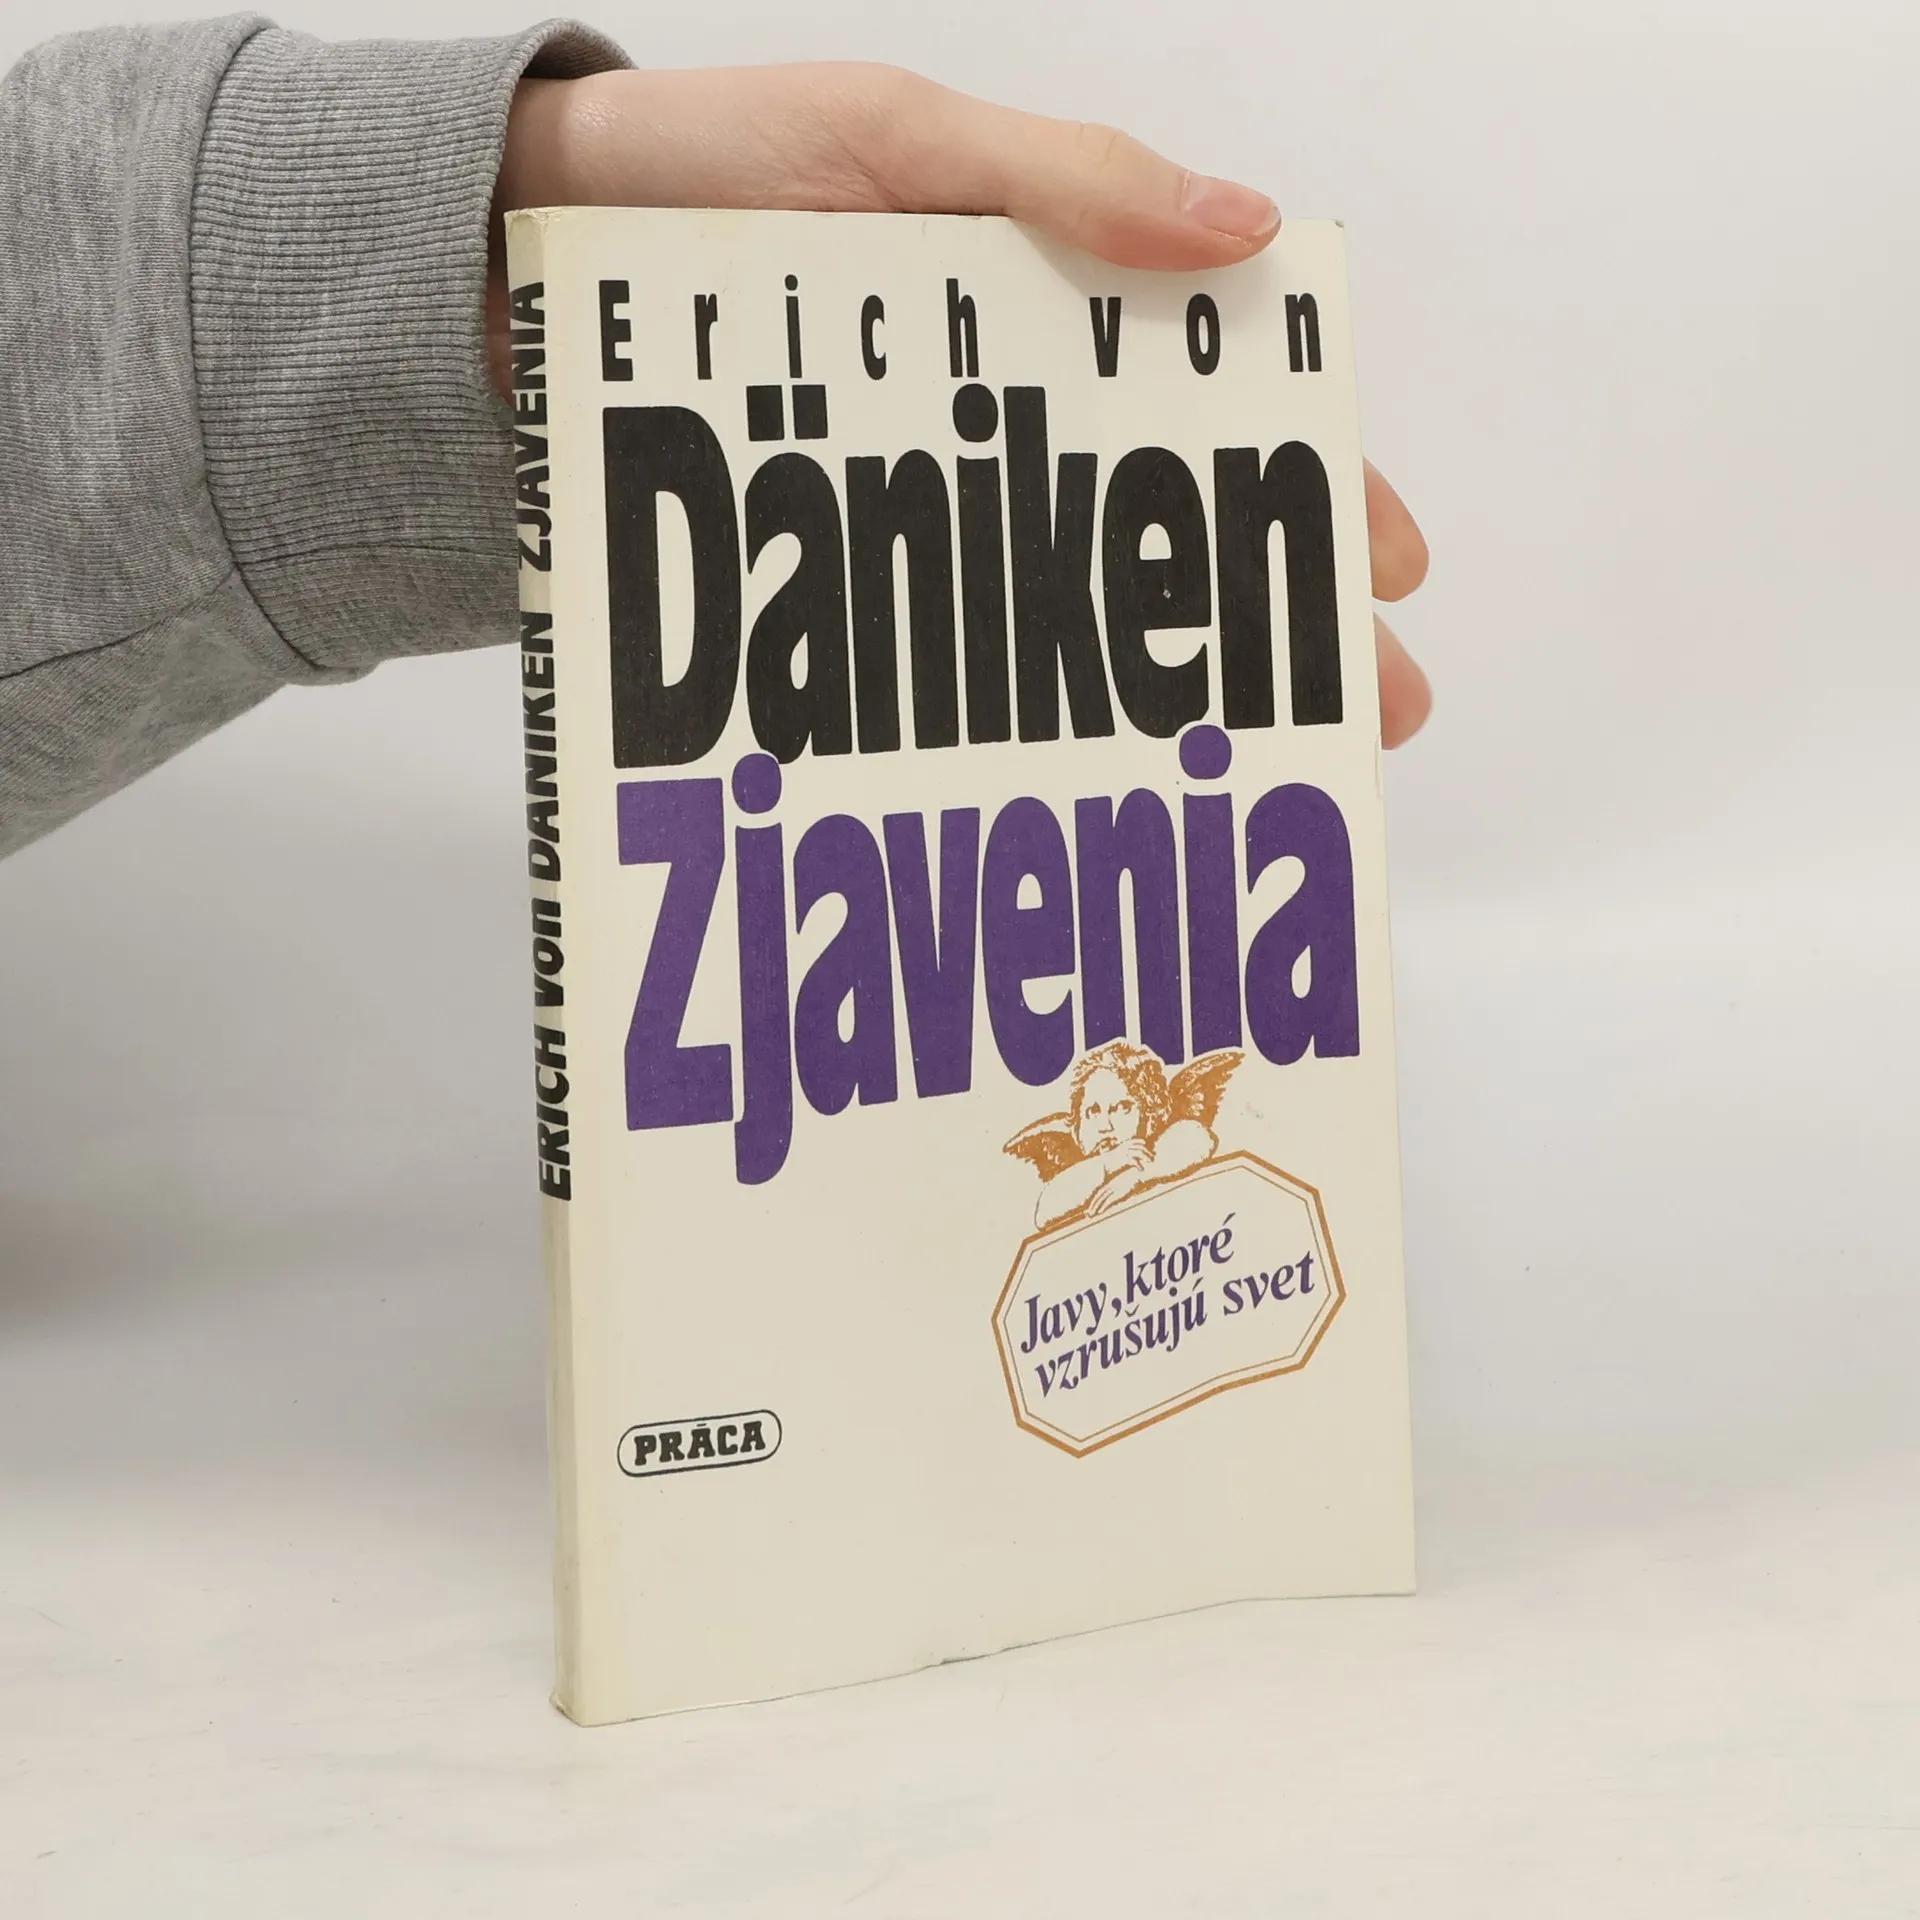 Erich von
Däniken
Zjavenia
Javy, ktoré
vzrušujú svet
PRÁCA
ERICH von DÄNIKEN ZJAVENIA